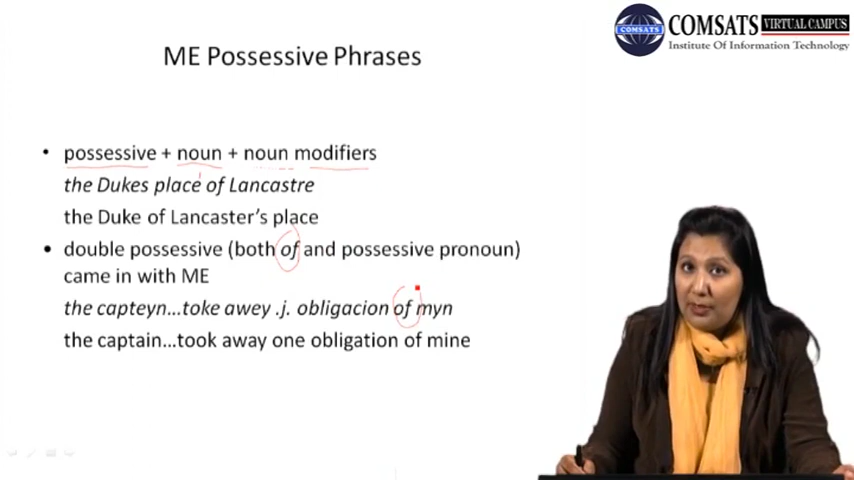 COMSATS VIRTUAL CAMPUS
COMSATS
Institute Of Information Technology
ME Possessive Phrases
• possessive + noun + noun modifiers
the Dukes place of Lancastre
the Duke of Lancaster’s place
• double possessive (both of and possessive pronoun)
came in with ME
the capteyn…toke awey .j. obligacion of myn
the captain…took away one obligation of mine